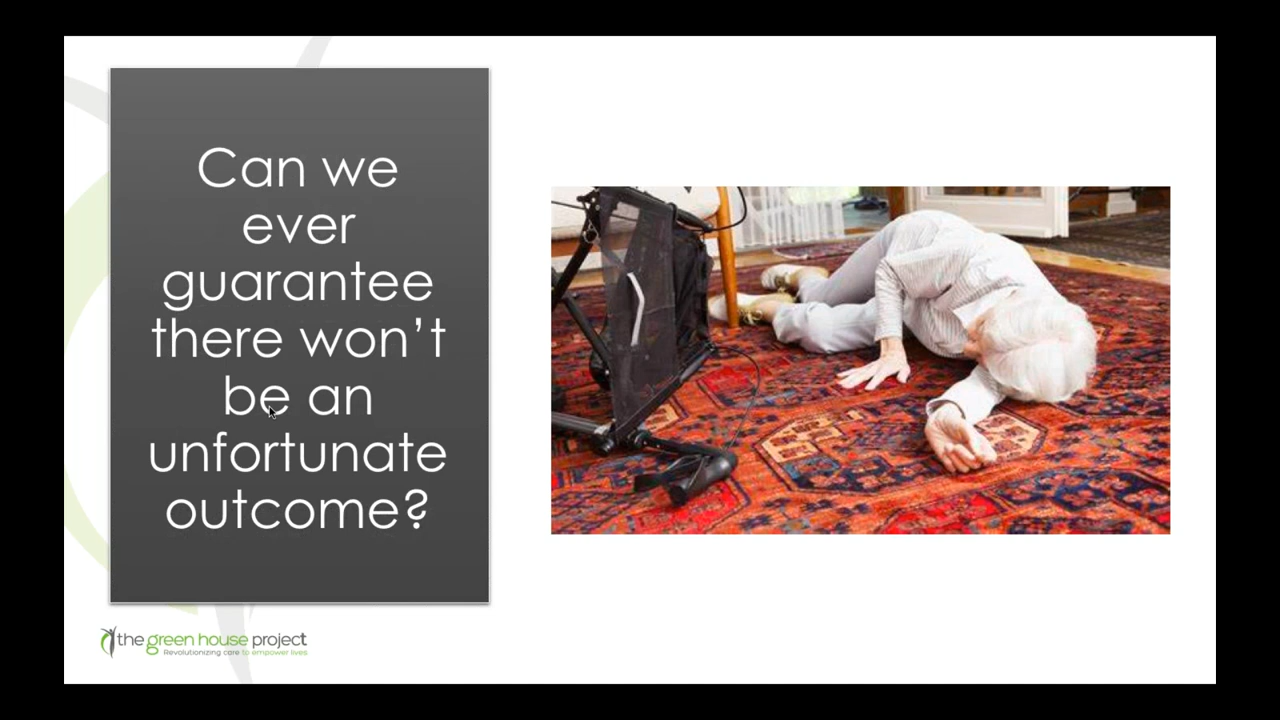 Can we
ever
guarantee
there won’t
be an
unfortunate
outcome?
the green house project
Revolutionizing care to empower lives